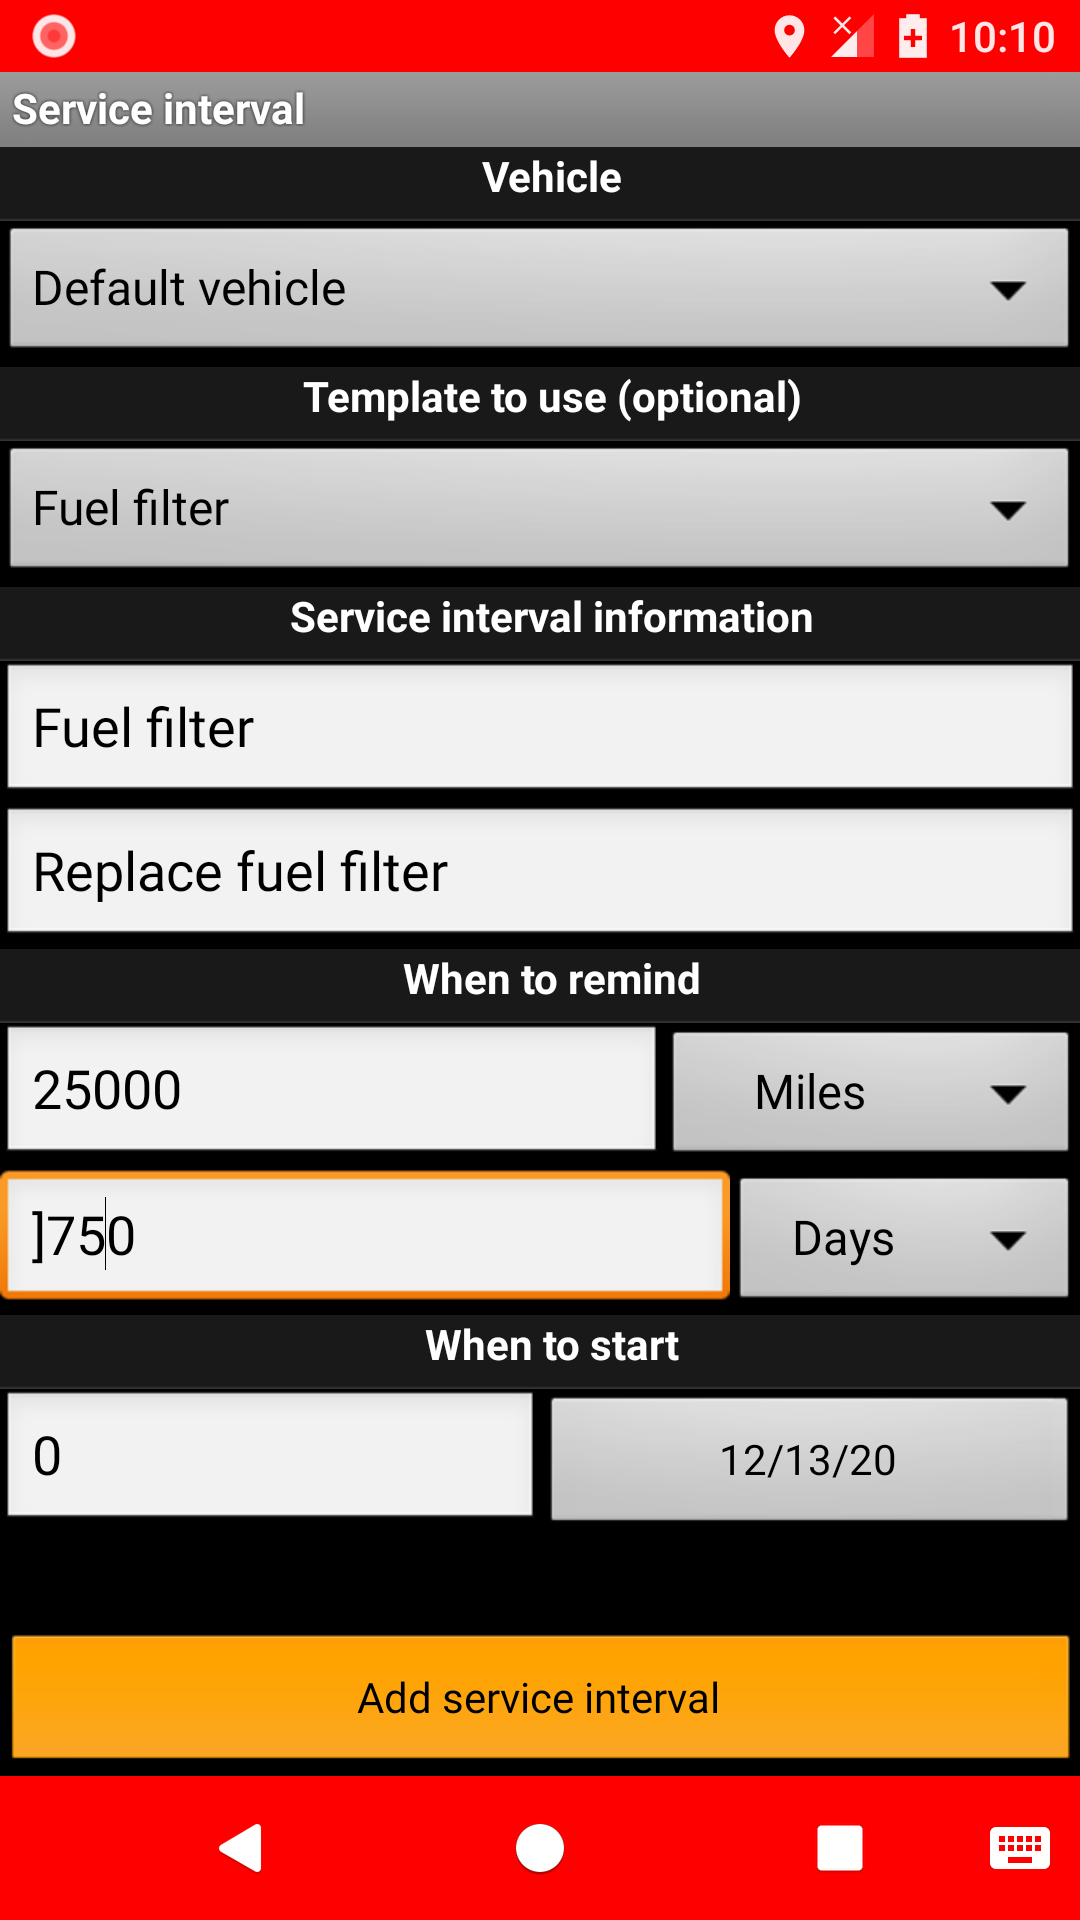 10:10
Service interval
Vehicle
Default vehicle
Template to use (optional)
Fuel filter
Service interval information
Fuel filter
Replace fuel filter
When to remind
25000
Miles
]750
Days
When to start
0
12/13/20
Add service interval